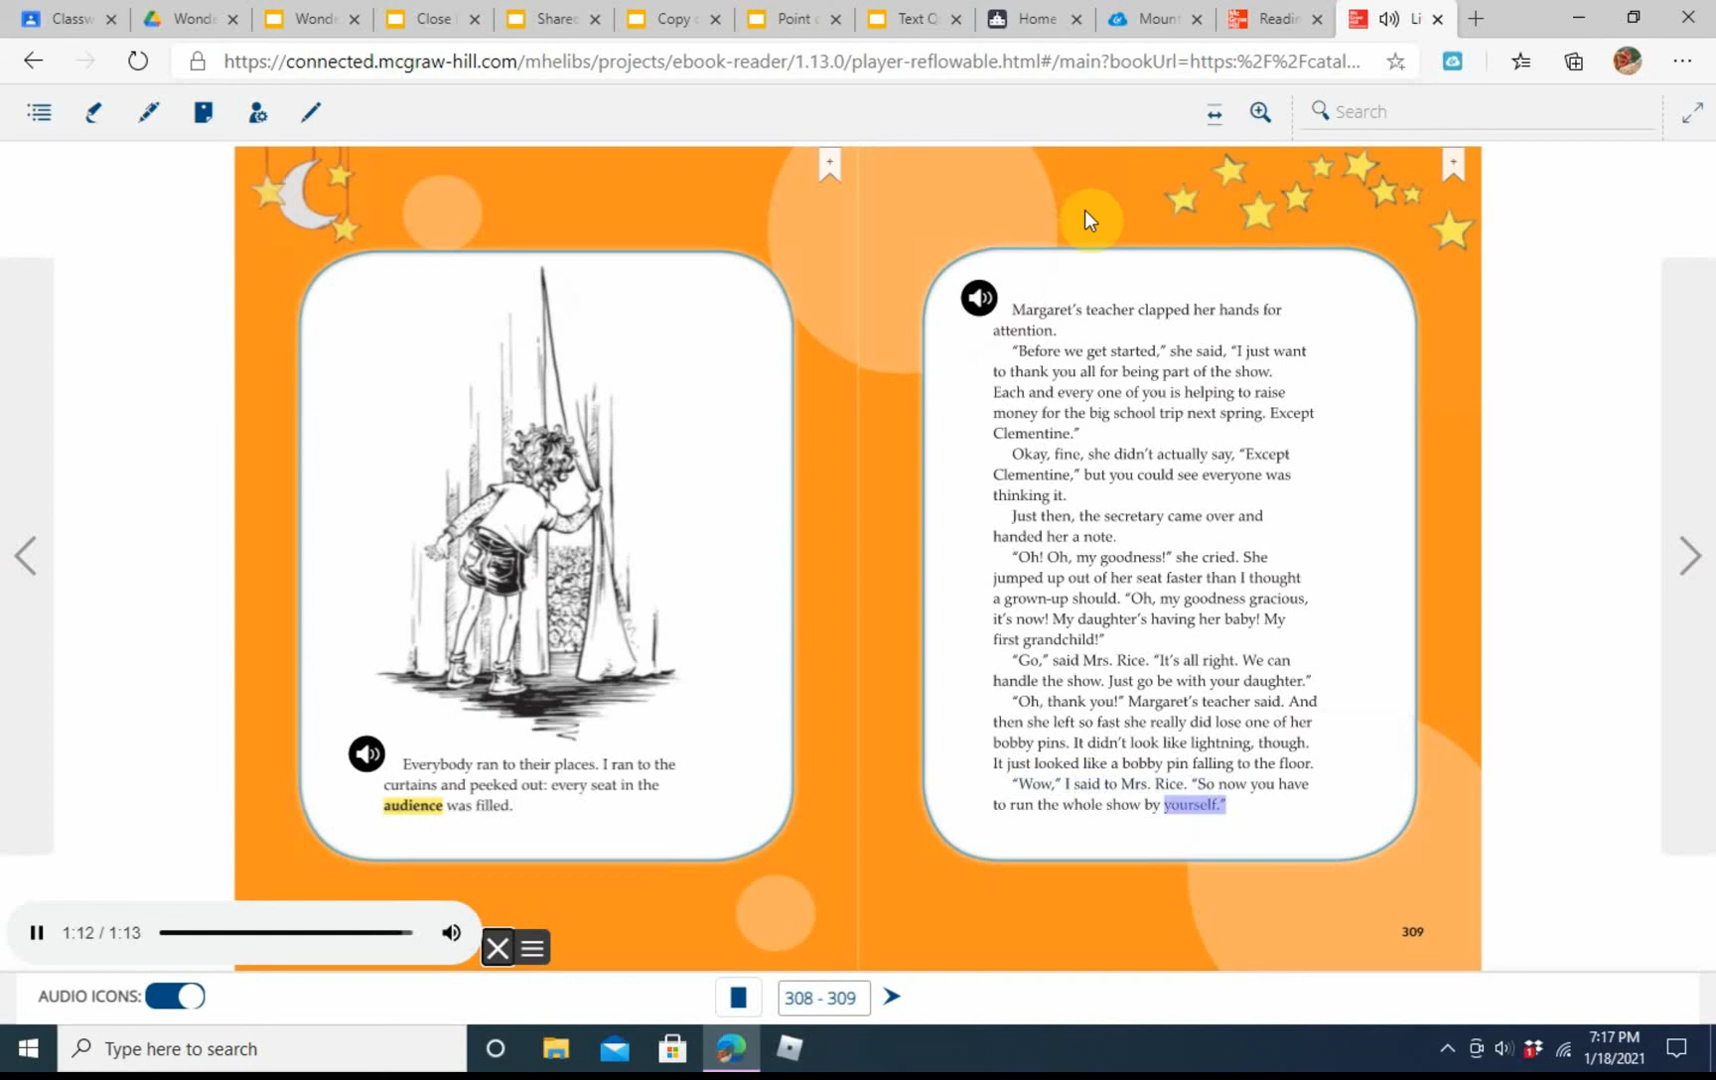 Classw
Wonde
Wonde
Close
Shared
Copy o
Point o
Text Q
Home
Mount
Readin
Li
https://connected.mcgraw-hill.com/mhelibs/projects/ebook-reader/1.13.0/player-reflowable.html#/main?bookUrl=https:%2F%2Fcatal...
Search
Everybody ran to their places. I ran to the
curtains and peeked out: every seat in the
audience was filled.
Margaret's teacher clapped her hands for
attention.
"Before we get started," she said, "I just want
to thank you all for being part of the show.
Each and every one of you is helping to raise
money for the big school trip next spring. Except
Clementine."
Okay, fine, she didn't actually say, "Except
Clementine," but you could see everyone was
thinking it.
Just then, the secretary came over and
handed her a note.
"Oh! Oh, my goodness!" she cried. She
jumped up out of her seat faster than I thought
a grown-up should. "Oh, my goodness gracious,
it's now! My daughter's having her baby! My
first grandchild!"
"Go," said Mrs. Rice. "It's all right. We can
handle the show. Just go be with your daughter."
"Oh, thank you!" Margaret's teacher said. And
then she left so fast she really did lose one of her
bobby pins. It didn't look like lightning, though.
It just looked like a bobby pin falling to the floor.
"Wow," I said to Mrs. Rice. "So now you have
to run the whole show by yourself."
309
1:12 / 1:13
AUDIO ICONS:
308 - 309
Type here to search
7:17 PM
1/18/2021